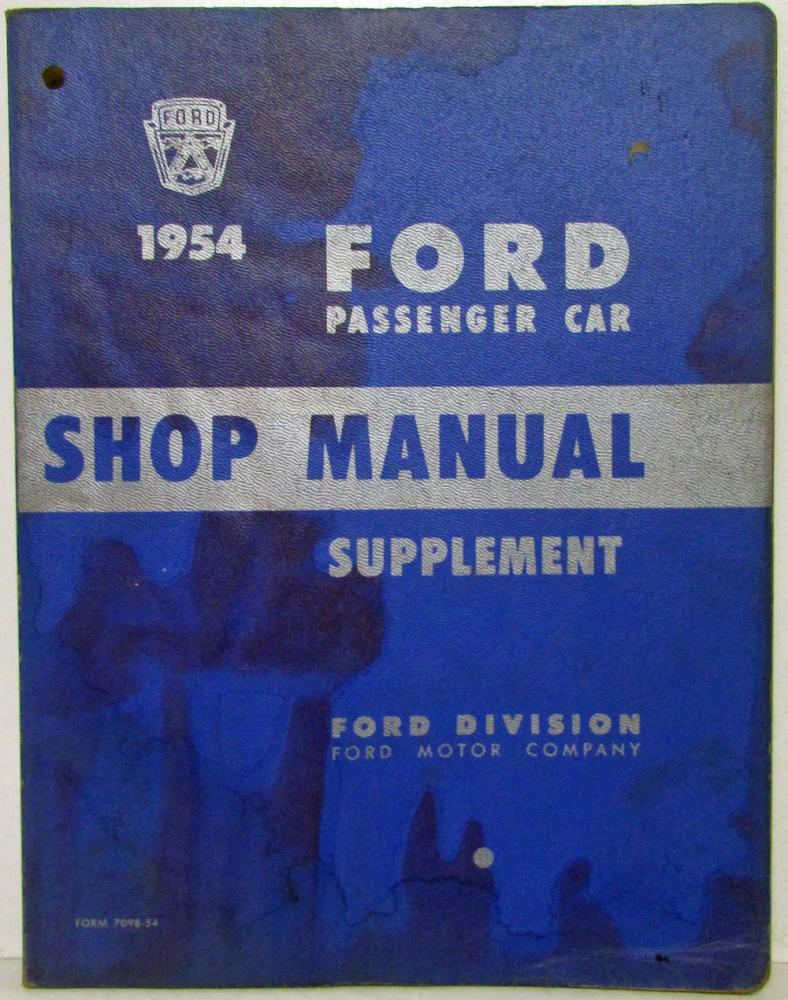 FORD
1954 FORD
PASSENGER CAR
SHOP MANUAL
SUPPLEMENT
FORD DIVISION
FORD MOTOR COMPANY
FORM 7098-54